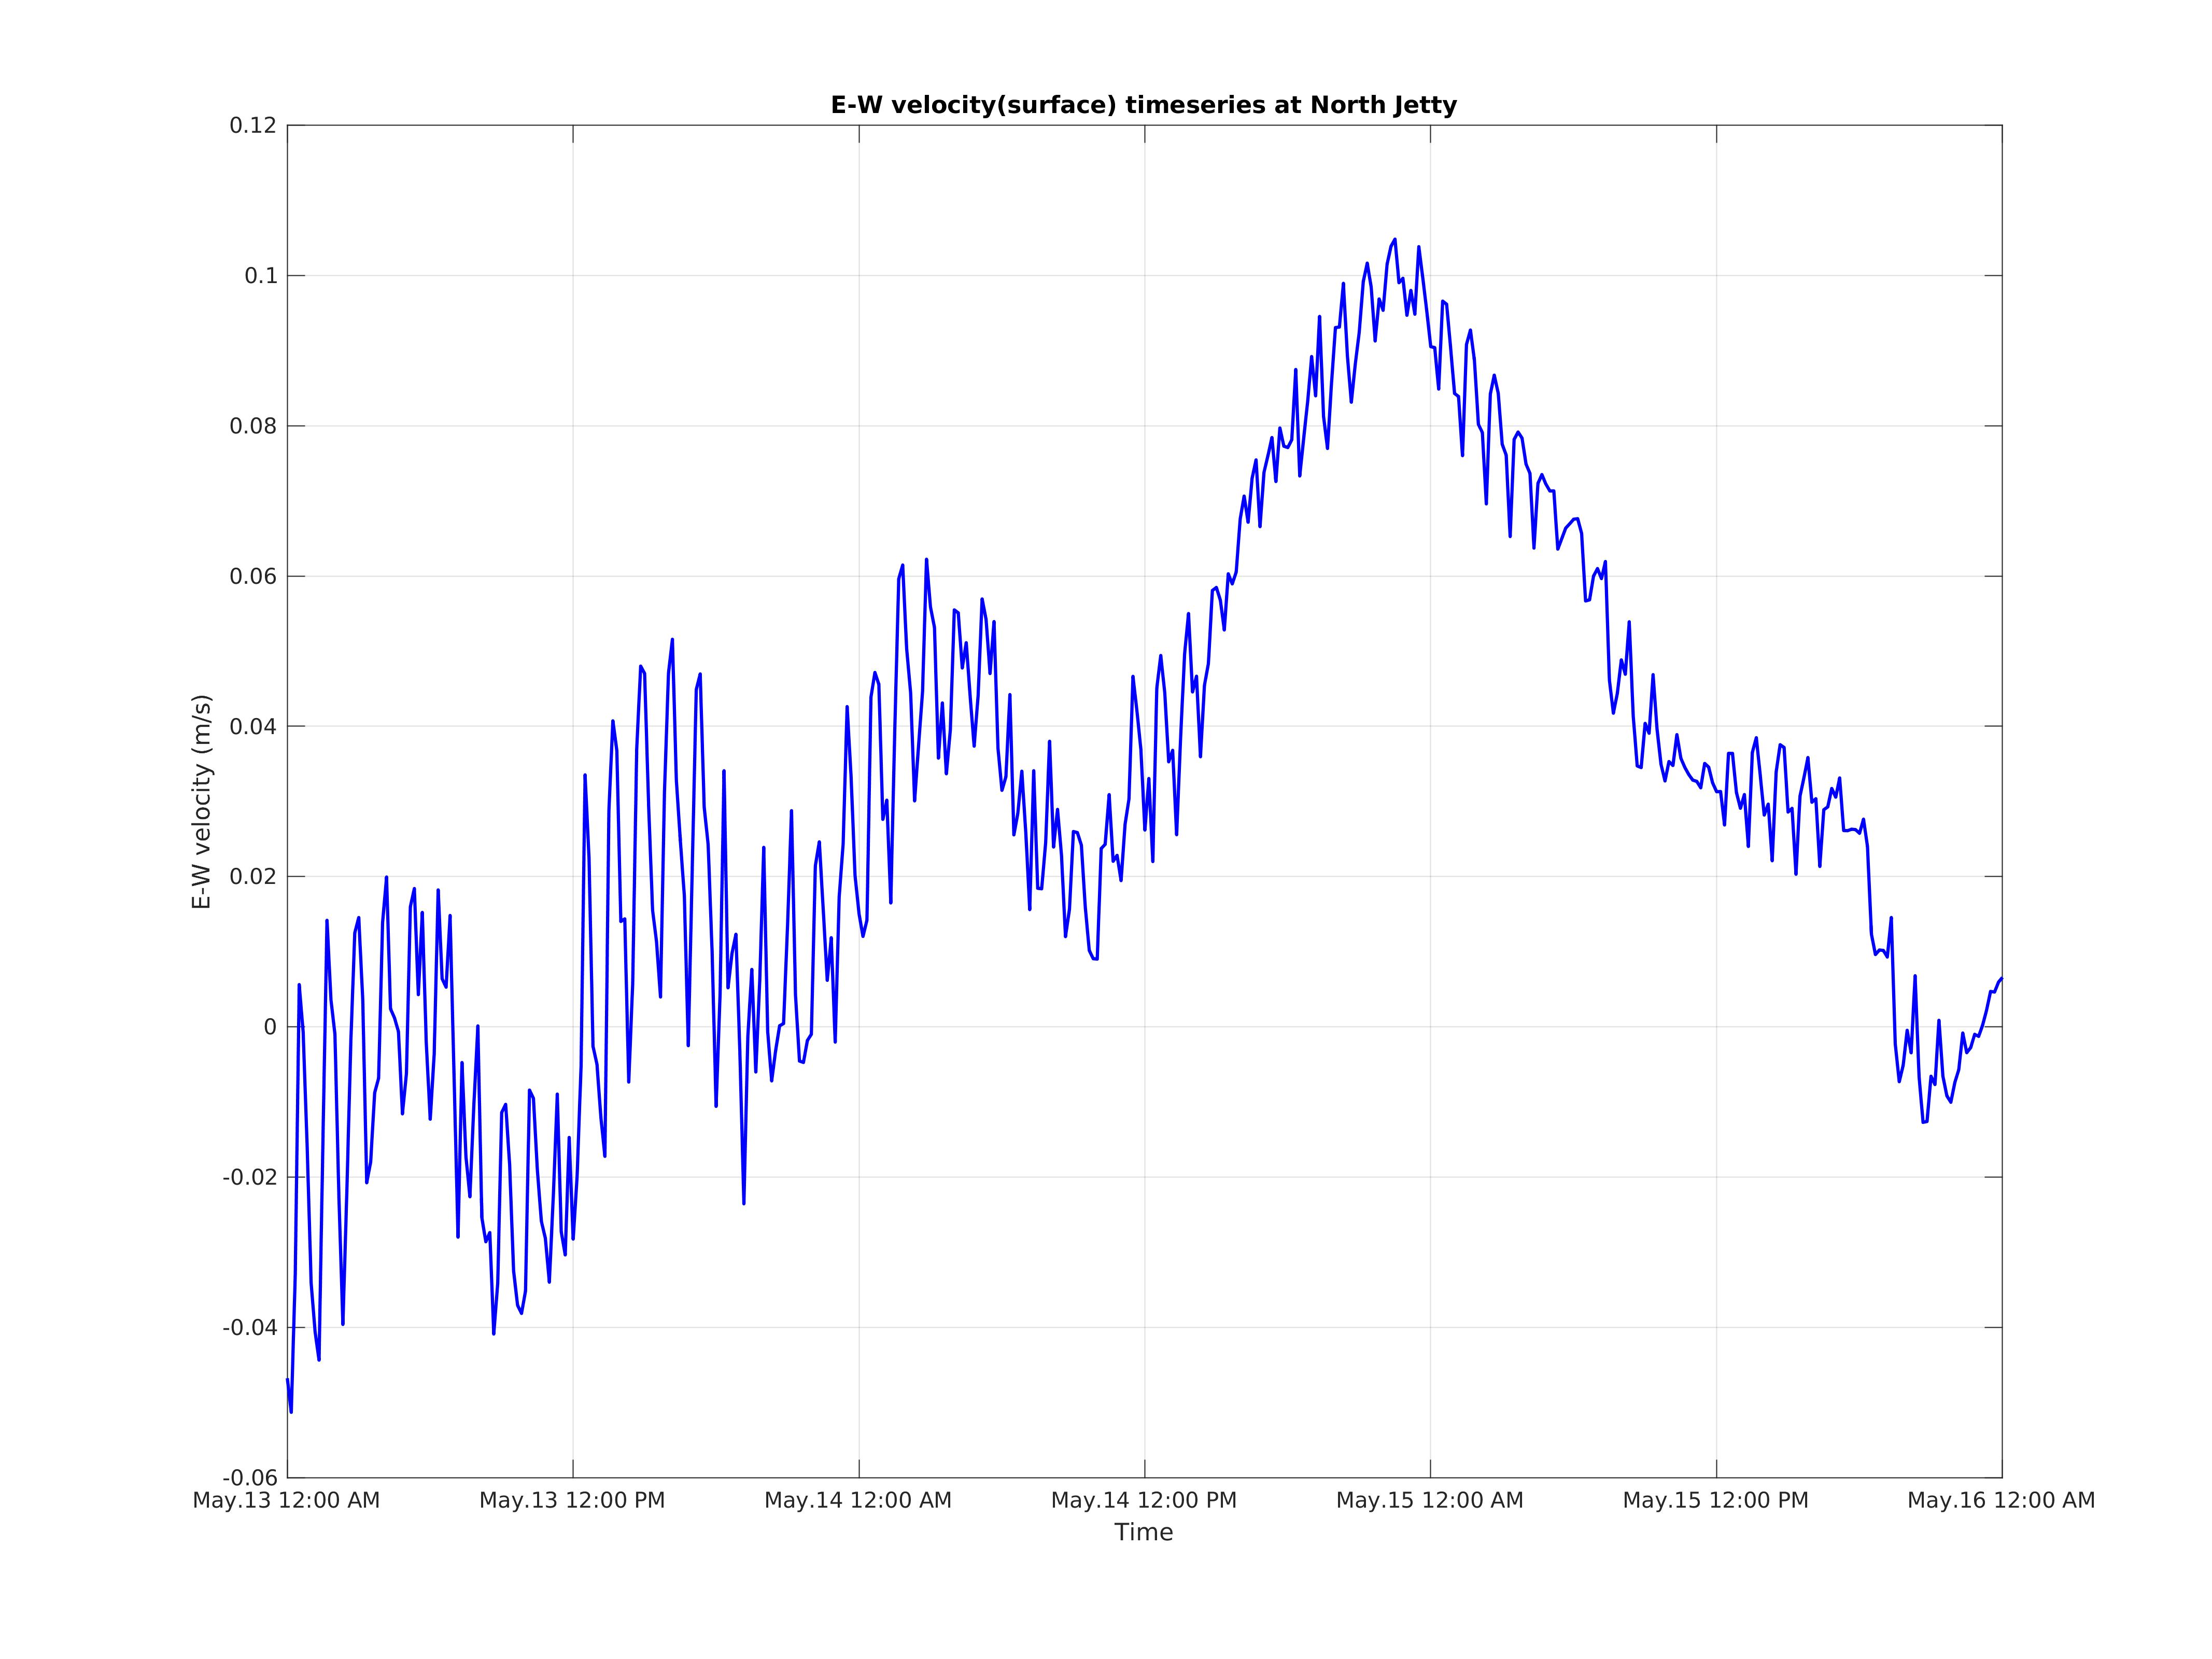 E-W velocity(surface) timeseries at North Jetty
0.12
0.1
0.08
0.06
0.04
0.02
0
-0.02
-0.04
-0.06
E-W velocity (m/s)
May.13 12:00 AM May.13 12:00 PM May.14 12:00 AM May.14 12:00 PM May.15 12:00 AM May.15 12:00 PM May.16 12:00 AM
Time